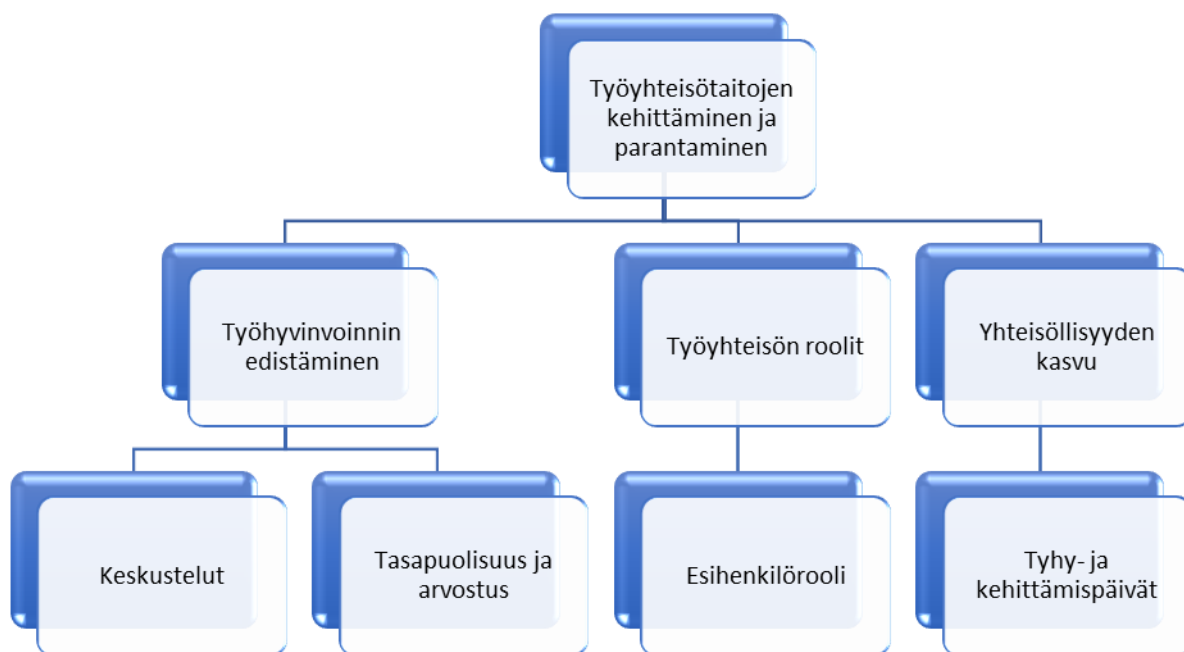 Työyhteisötaitojen
kehittäminen ja
parantaminen
Työhyvinvoinnin
edistäminen
Työyhteisön roolit
Yhteisöllisyyden
kasvu
Keskustelut
Tasapuolisuus ja
arvostus
Esihenkilörooli
Tyhy- ja
kehittämispäivät